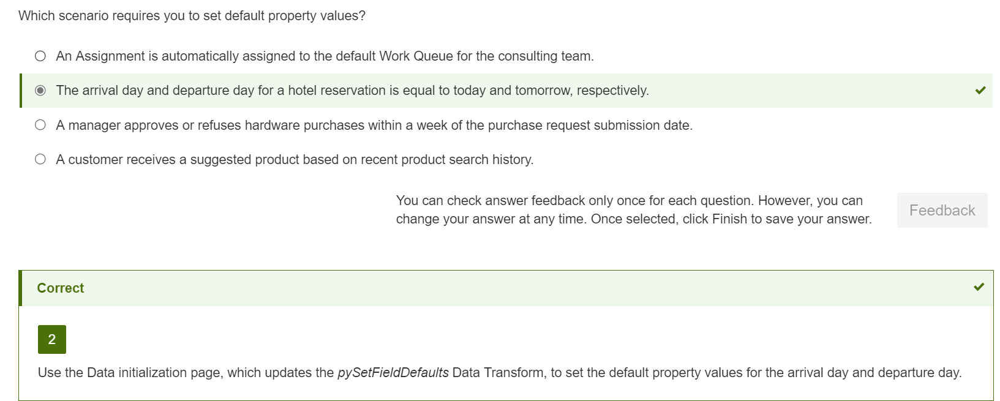 Which scenario requires you to set default property values?
An Assignment is automatically assigned to the default Work Queue for the consulting team.
The arrival day and departure day for a hotel reservation is equal to today and tomorrow, respectively.
A manager approves or refuses hardware purchases within a week of the purchase request submission date.
A customer receives a suggested product based on recent product search history.
You can check answer feedback only once for each question. However, you can
change your answer at any time. Once selected, click Finish to save your answer.
Feedback
Correct
2
Use the Data initialization page, which updates the pySetFieldDefaults Data Transform, to set the default property values for the arrival day and departure day.